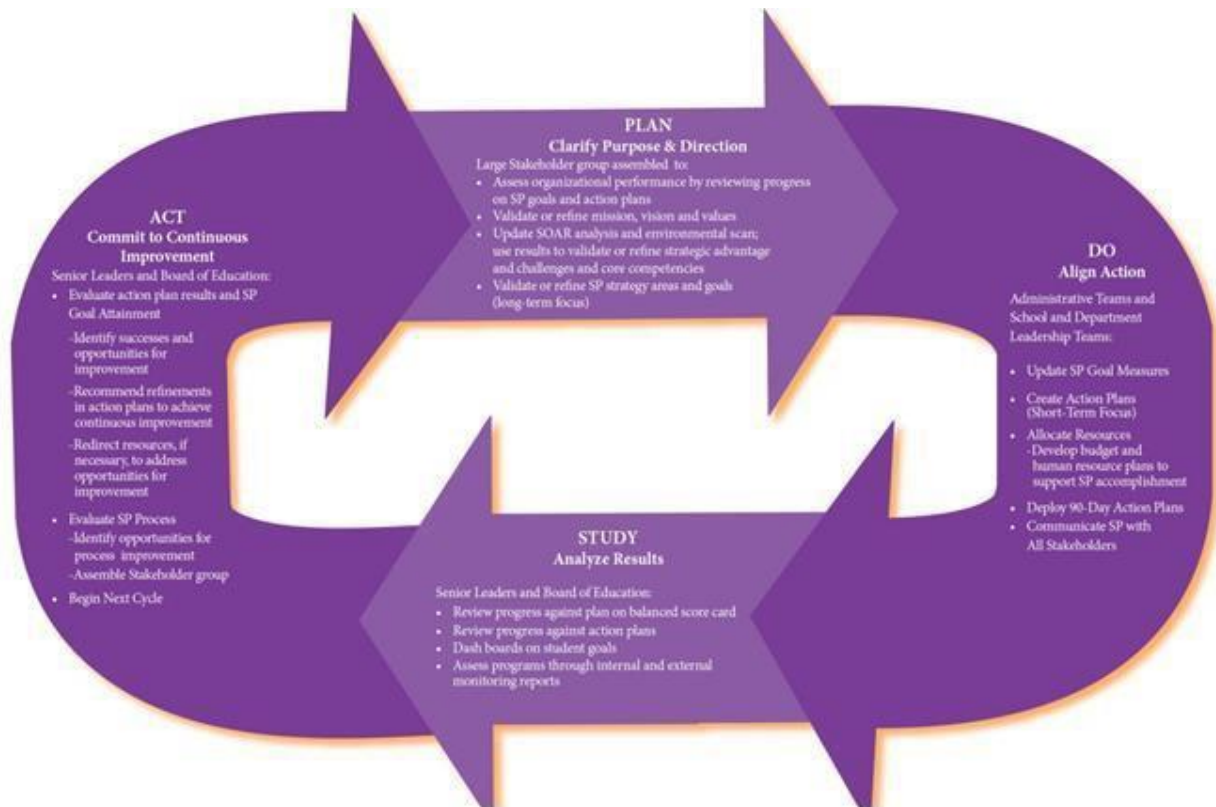 PLAN
Clarify Purpose & Direction
Large Stakeholder group assembled to:
• Assess organizational performance by reviewing progress
on SP goals and action plans
• Validate or refine mission, vision and values
• Update SOAR analysis and environmental scan;
use results to validate or refine strategic advantage
and challenges and core competencies
• Validate or refine SP strategy areas and goals
(long-term focus)
DO
Align Action
Administrative Teams and
School and Department
Leadership Teams:
• Update SP Goal Measures
• Create Action Plans
(Short-Term Focus)
• Allocate Resources
-Develop budget and
human resource plans to
support SP accomplishment
• Deploy 90-Day Action Plans
• Communicate SP with
All Stakeholders
STUDY
Analyze Results
Senior Leaders and Board of Education:
• Review progress against plan on balanced score card
• Review progress against action plans
• Dash boards on student goals
• Assess programs through internal and external
monitoring reports
ACT
Commit to Continuous
Improvement
Senior Leaders and Board of Education:
• Evaluate action plan results and SP
Goal Attainment
-Identify successes and
opportunities for
improvement
-Recommend refinements
in action plans to achieve
continuous improvement
-Redirect resources, if
necessary, to address
opportunities for
improvement
• Evaluate SP Process
-Identify opportunities for
process improvement
-Assemble Stakeholder group
• Begin Next Cycle